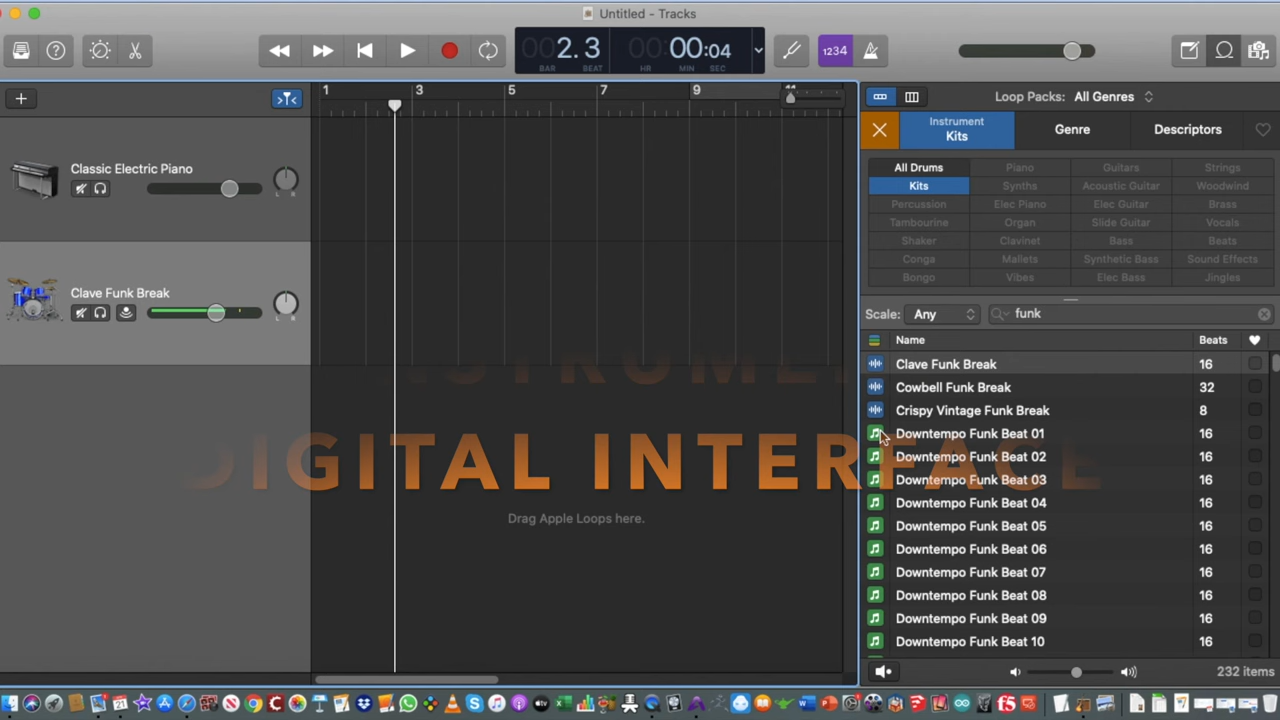 Untitled - Tracks
1234
002.3
BAR BEAT
00:04
HR MIN SEC
Loop Packs: All Genres
1 3 5 7 9 11
Instrument
Kits
Genre
Descriptors
All Drums Piano Guitars Strings
Kits Synths Acoustic Guitar Woodwind
Percussion Elec Piano Elec Guitar Brass
Tambourine Organ Slide Guitar Vocals
Shaker Clavinet Bass Beats
Conga Mallets Synthetic Bass Sound Effects
Bongo Vibes Elec Bass Jingles
Classic Electric Piano
L R
Clave Funk Break
L R
Scale: Any funk
Name Beats
Clave Funk Break 16
Cowbell Funk Break 32
Crispy Vintage Funk Break 8
Downtempo Funk Beat 01 16
Downtempo Funk Beat 02 16
Downtempo Funk Beat 03 16
Downtempo Funk Beat 04 16
Downtempo Funk Beat 05 16
Downtempo Funk Beat 06 16
Downtempo Funk Beat 07 16
Downtempo Funk Beat 08 16
Downtempo Funk Beat 09 16
Downtempo Funk Beat 10 16
232 items
INSTRUMENT
DIGITAL INTERFACE
Drag Apple Loops here.